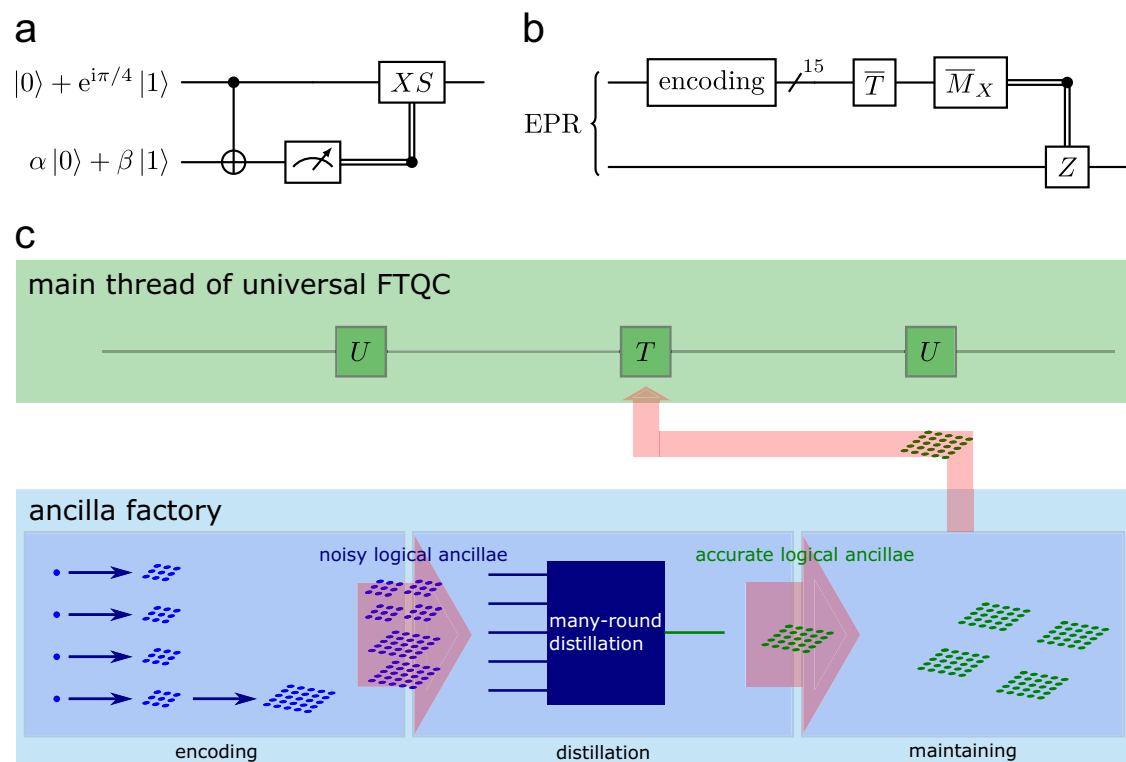 a
|0⟩ + e^{iπ/4} |1⟩
XS
α |0⟩ + β |1⟩
b
EPR
encoding
15
T̅
M̅_X
Z
c
main thread of universal FTQC
U
T
U
ancilla factory
noisy logical ancillae
accurate logical ancillae
many-round
distillation
encoding
distillation
maintaining